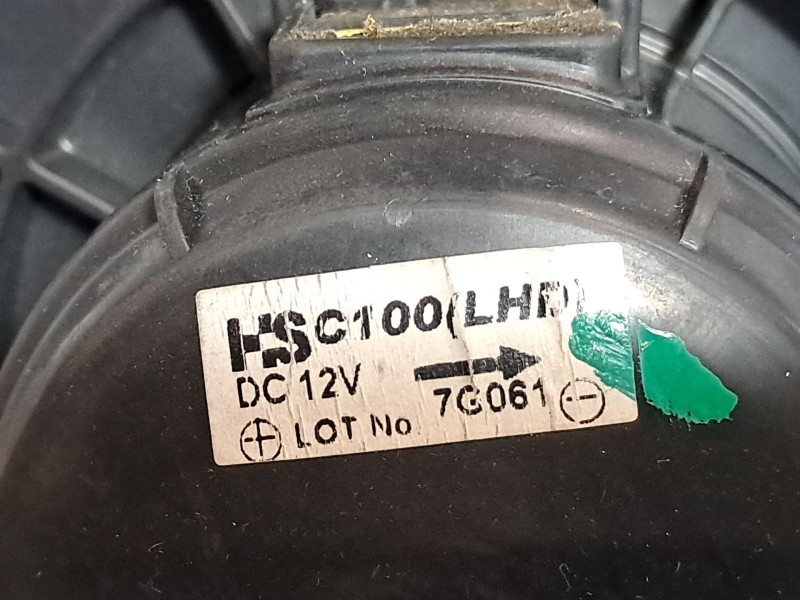 HS C100(LHD)
DC 12V
7G061
LOT No